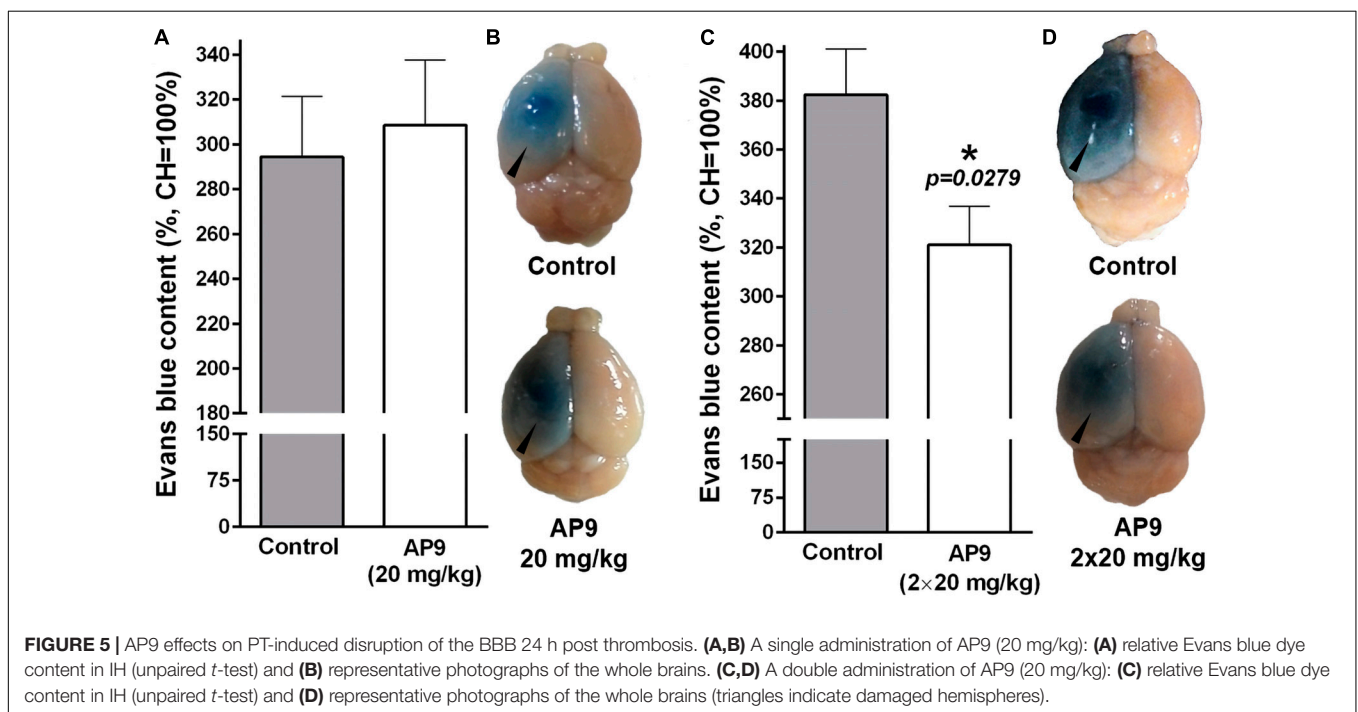 A
Evans blue content (%, CH=100%)
340
320
300
280
260
240
220
200
180
150
75
0
Control
AP9
(20 mg/kg)
B
Control
AP9
20 mg/kg
C
Evans blue content (%, CH=100%)
400
380
360
340
320
300
280
260
150
75
0
*
p=0.0279
Control
AP9
(2×20 mg/kg)
D
Control
AP9
2x20 mg/kg
FIGURE 5 | AP9 effects on PT-induced disruption of the BBB 24 h post thrombosis. (A,B) A single administration of AP9 (20 mg/kg): (A) relative Evans blue dye
content in IH (unpaired t-test) and (B) representative photographs of the whole brains. (C,D) A double administration of AP9 (20 mg/kg): (C) relative Evans blue dye
content in IH (unpaired t-test) and (D) representative photographs of the whole brains (triangles indicate damaged hemispheres).